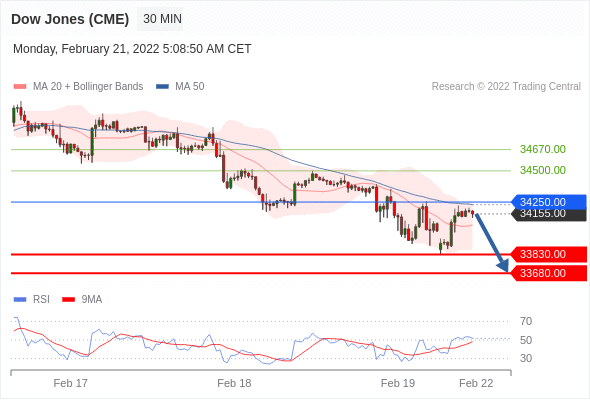 Dow Jones (CME) 30 MIN
Monday, February 21, 2022 5:08:50 AM CET
MA 20 + Bollinger Bands MA 50 Research © 2022 Trading Central
34670.00
34500.00
34250.00
34155.00
33830.00
33680.00
RSI 9MA
70
50
30
Feb 17 Feb 18 Feb 19 Feb 22